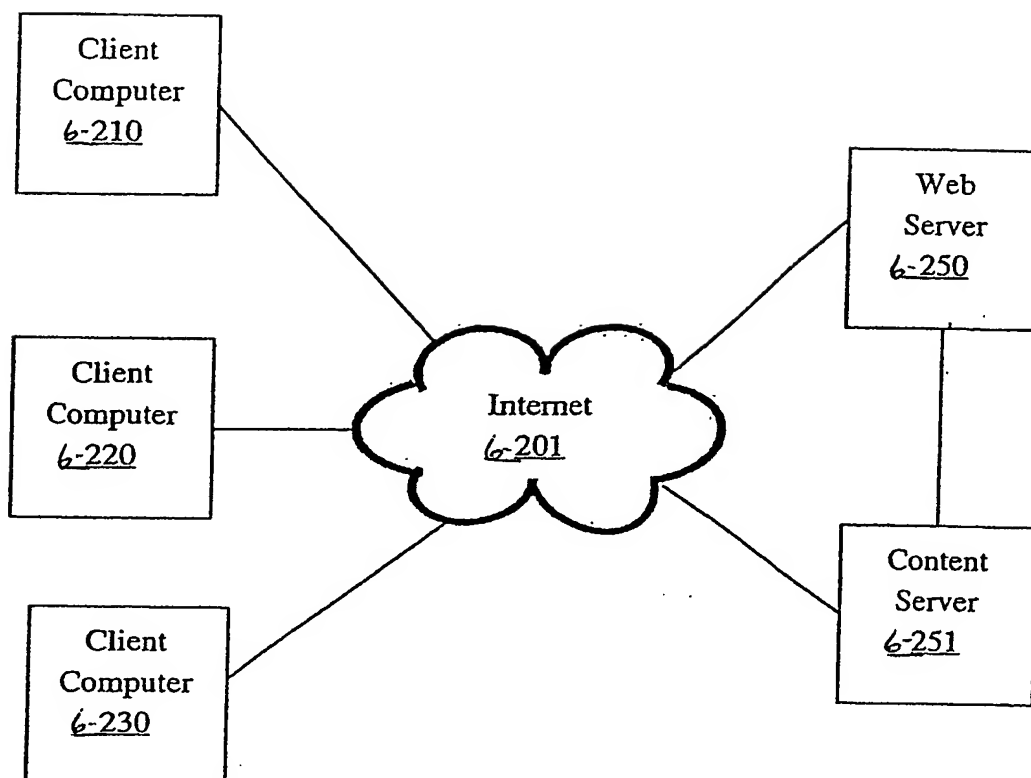 Client
Computer
6-210
Web
Server
6-250
Client
Computer
6-220
Internet
6-201
Content
Server
6-251
Client
Computer
6-230